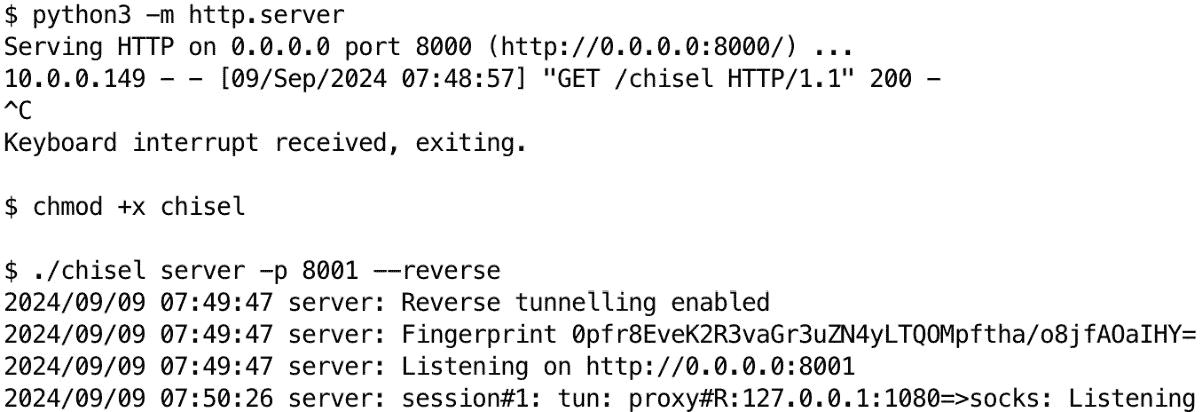 $ python3 -m http.server
Serving HTTP on 0.0.0.0 port 8000 (http://0.0.0.0:8000/) ...
10.0.0.149 - - [09/Sep/2024 07:48:57] "GET /chisel HTTP/1.1" 200 -
^C
Keyboard interrupt received, exiting.
$ chmod +x chisel
$ ./chisel server -p 8001 --reverse
2024/09/09 07:49:47 server: Reverse tunnelling enabled
2024/09/09 07:49:47 server: Fingerprint 0pfr8EveK2R3vaGr3uZN4yLTQOMpftha/o8jfAOaIHY=
2024/09/09 07:49:47 server: Listening on http://0.0.0.0:8001
2024/09/09 07:50:26 server: session#1: tun: proxy#R:127.0.0.1:1080=>socks: Listening